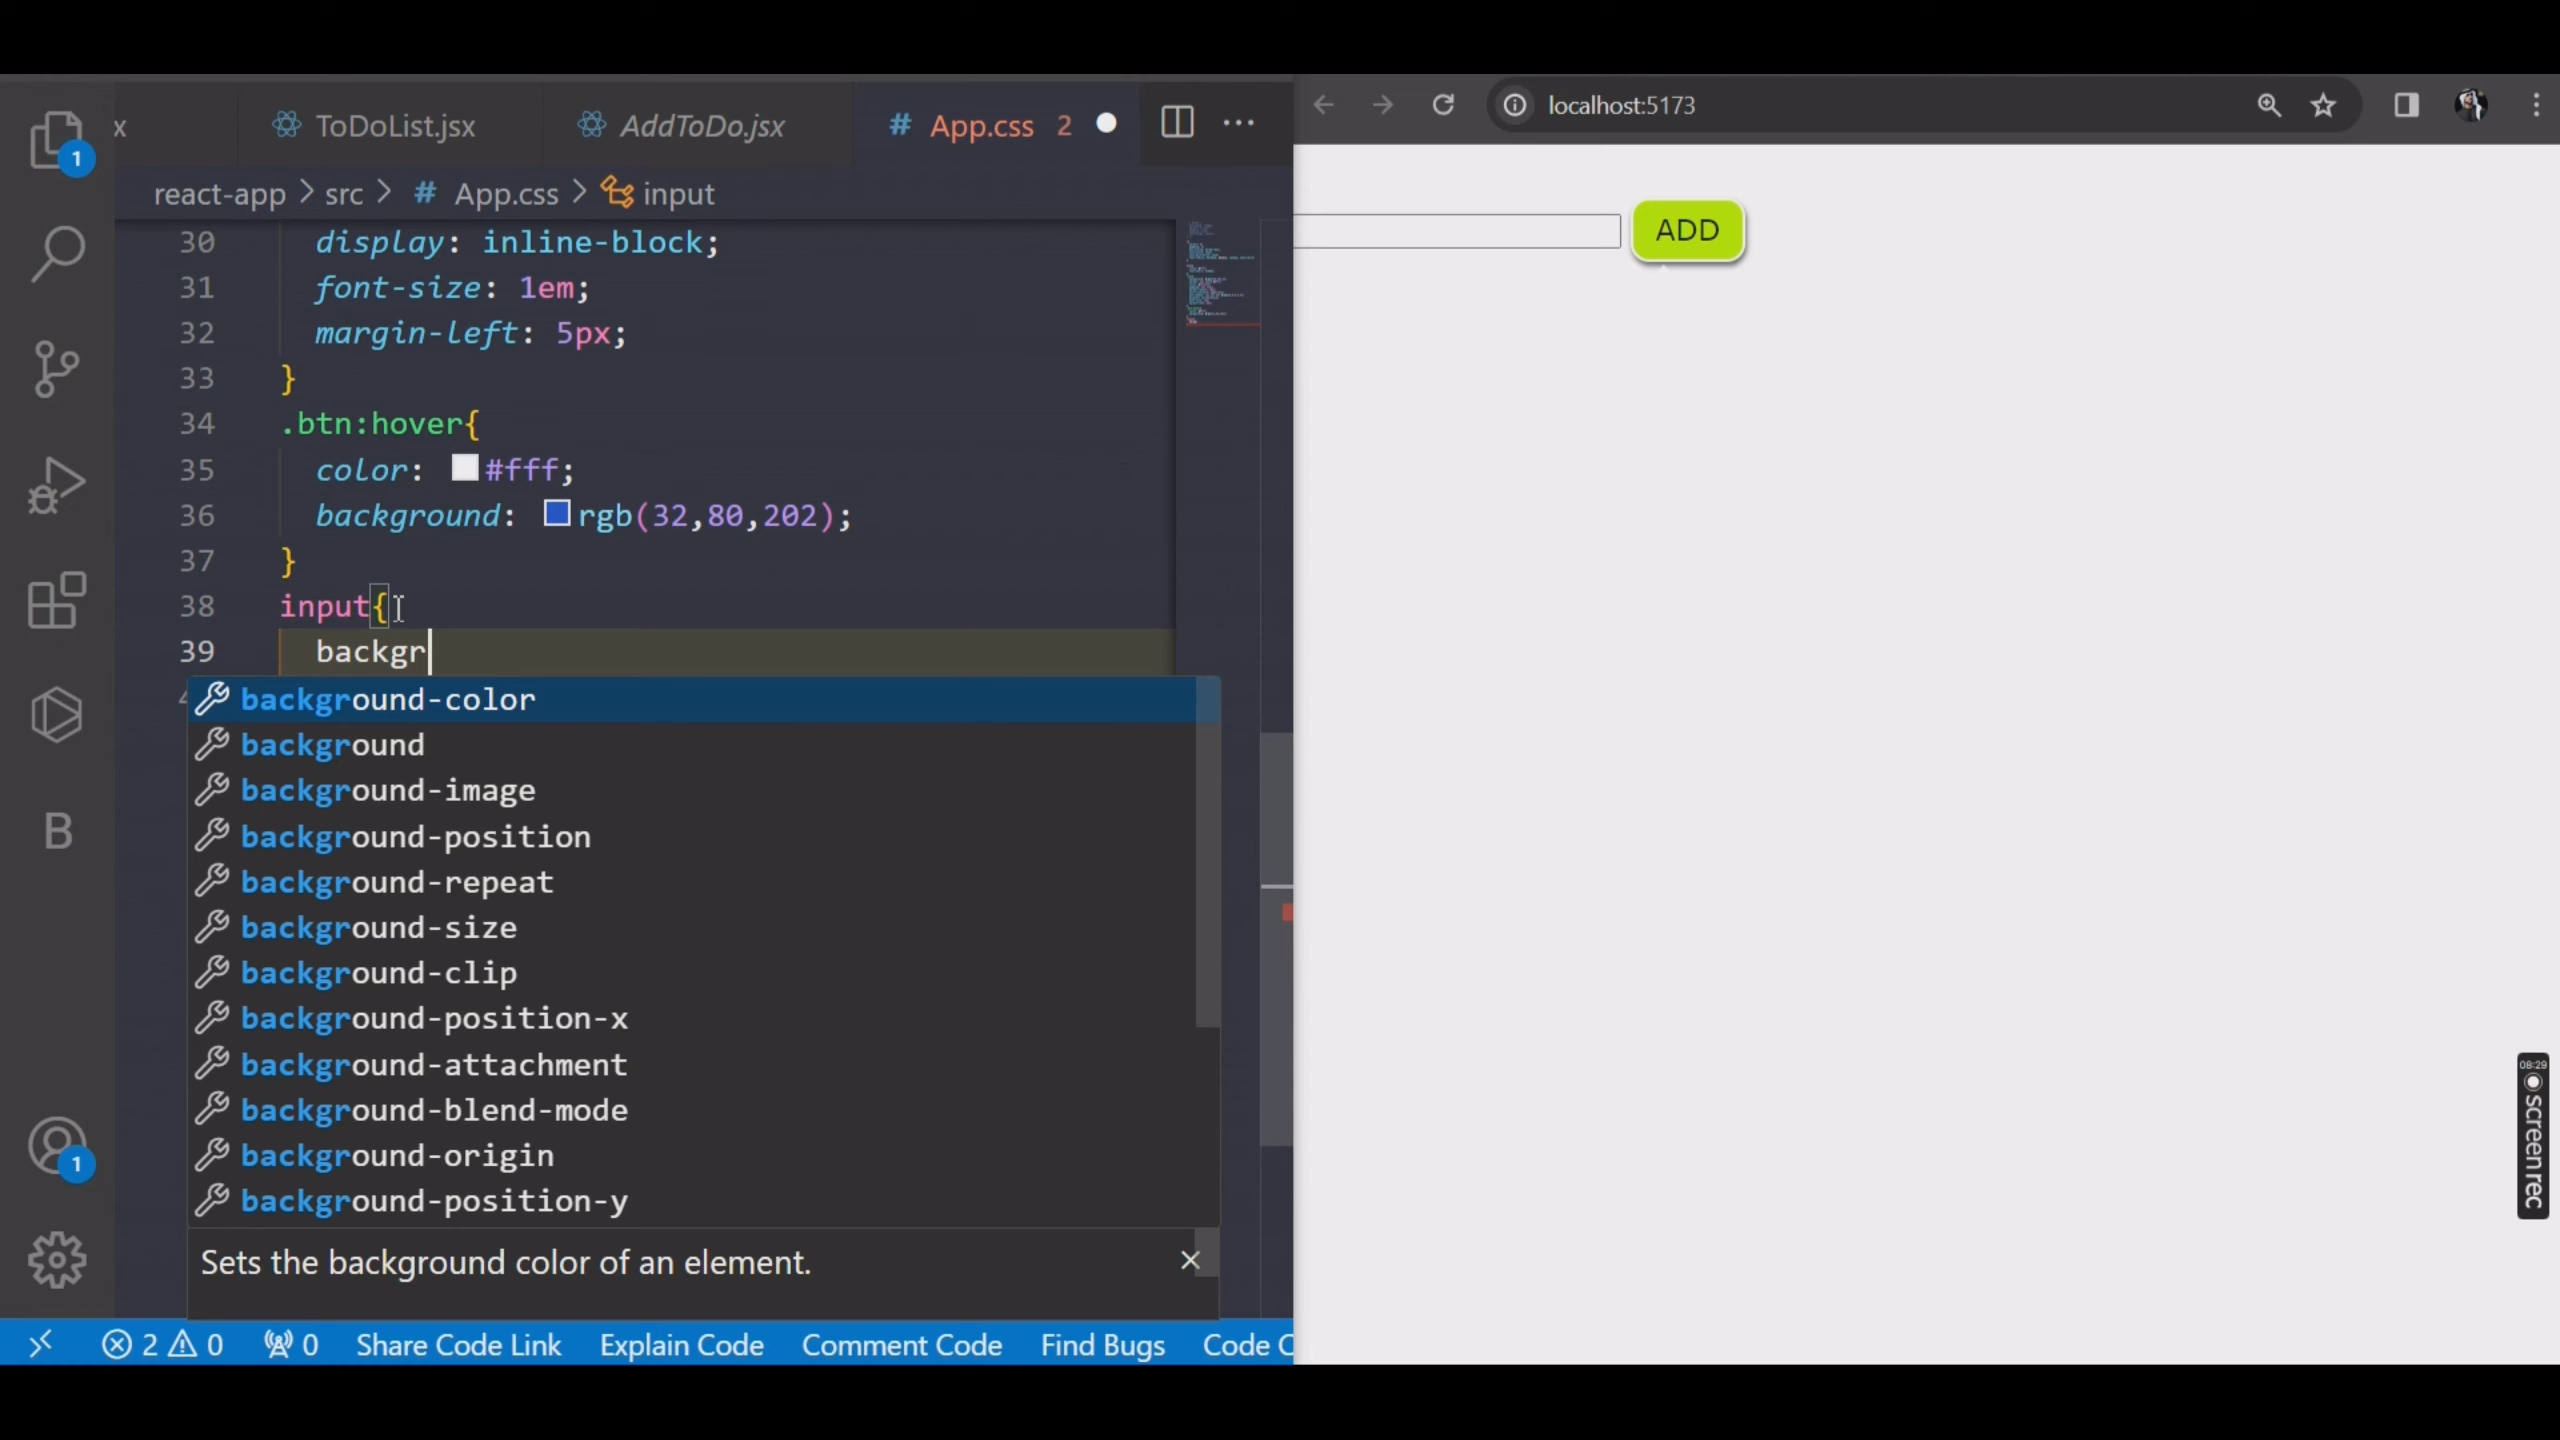 x
ToDoList.jsx
AddToDo.jsx
# App.css 2
react-app > src > # App.css > input
30 display: inline-block;
31 font-size: 1em;
32 margin-left: 5px;
33 }
34 .btn:hover{
35 color: #fff;
36 background: rgb(32,80,202);
37 }
38 input{
39 backgr
background-color
background
background-image
background-position
background-repeat
background-size
background-clip
background-position-x
background-attachment
background-blend-mode
background-origin
background-position-y
Sets the background color of an element.
1
B
1
2 0 0 Share Code Link Explain Code Comment Code Find Bugs Code
localhost:5173
ADD
08:29
screenrec